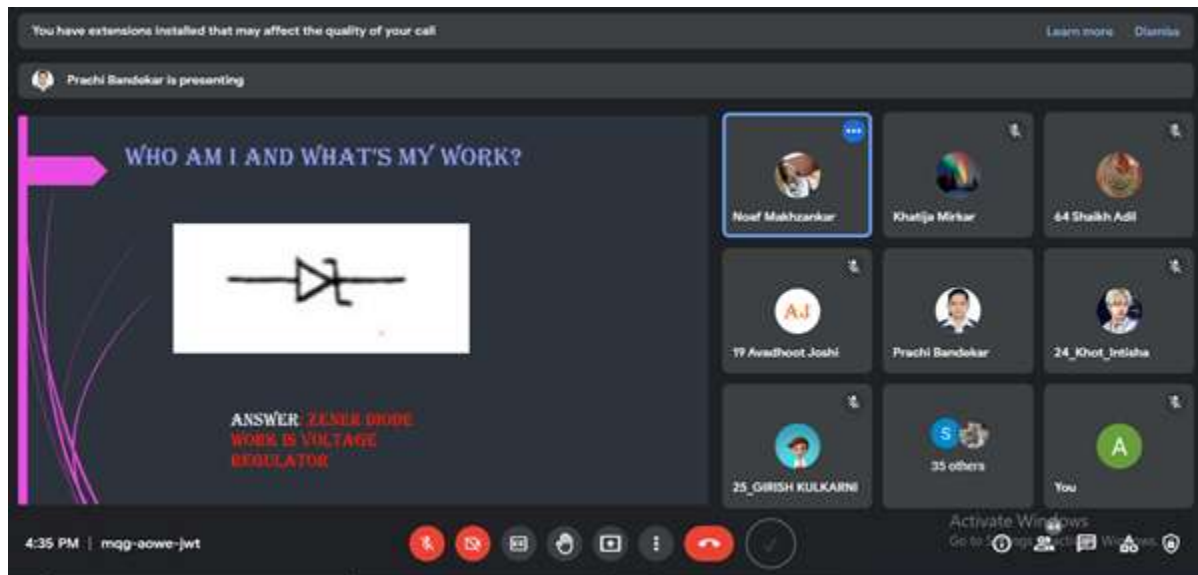 You have extensions installed that may affect the quality of your call
Learn more Dismiss
Prachi Bandekar is presenting
WHO AM I AND WHAT'S MY WORK?
ANSWER: ZENER DIODE
WORK IS VOLTAGE
REGULATOR
Noef Makhzankar
Khatija Mirkar
64 Shaikh Adil
AJ
19 Avadhoot Joshi
Prachi Bandekar
24_Khot_Intisha
25_GIRISH KULKARNI
S
35 others
A
You
Activate Windows
4:35 PM | mqg-aowe-jwt